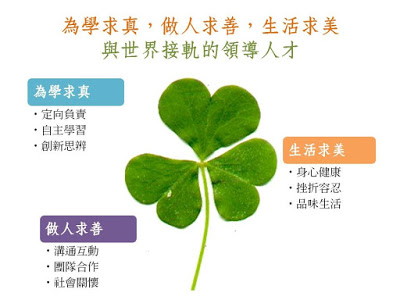 為學求真，做人求善，生活求美
與世界接軌的領導人才
為學求真
・定向負責
・自主學習
・創新思辨
生活求美
・身心健康
・挫折容忍
・品味生活
做人求善
・溝通互動
・團隊合作
・社會關懷